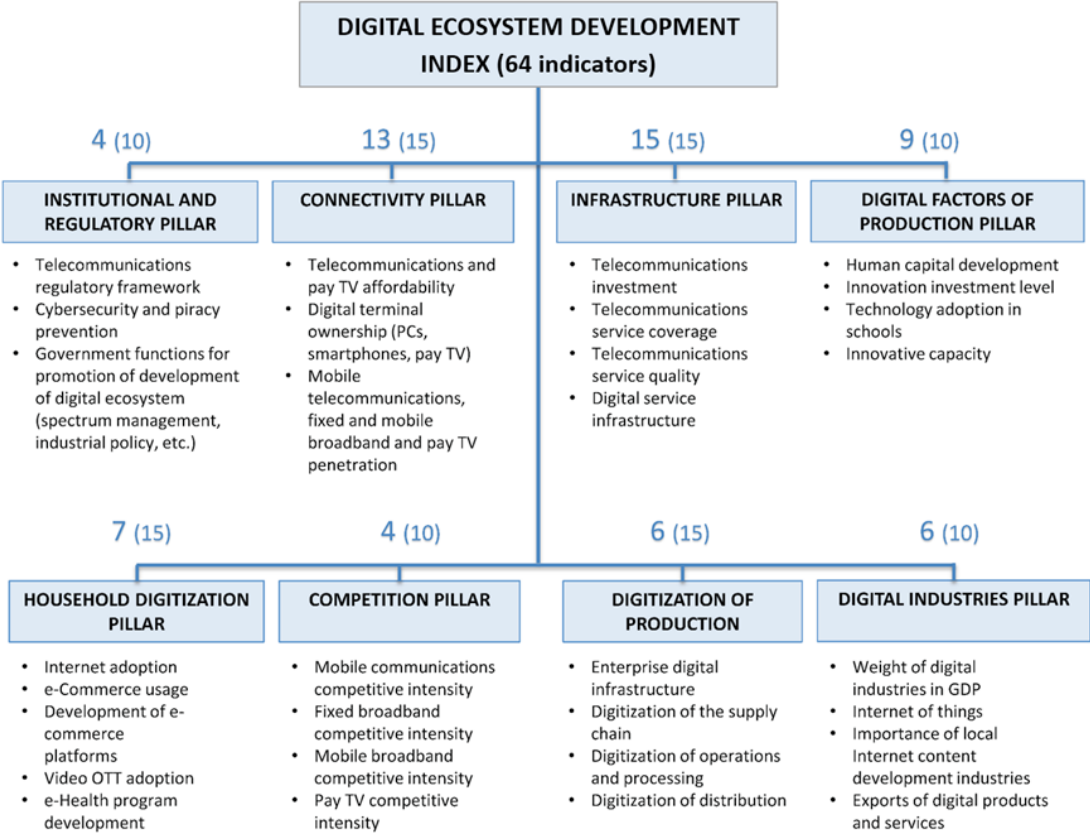 DIGITAL ECOSYSTEM DEVELOPMENT
INDEX (64 indicators)
4 (10)
INSTITUTIONAL AND
REGULATORY PILLAR
• Telecommunications
regulatory framework
• Cybersecurity and piracy
prevention
• Government functions for
promotion of development
of digital ecosystem
(spectrum management,
industrial policy, etc.)
13 (15)
CONNECTIVITY PILLAR
• Telecommunications and
pay TV affordability
• Digital terminal
ownership (PCs,
smartphones, pay TV)
• Mobile
telecommunications,
fixed and mobile
broadband and pay TV
penetration
15 (15)
INFRASTRUCTURE PILLAR
• Telecommunications
investment
• Telecommunications
service coverage
• Telecommunications
service quality
• Digital service
infrastructure
9 (10)
DIGITAL FACTORS OF
PRODUCTION PILLAR
• Human capital development
• Innovation investment level
• Technology adoption in
schools
• Innovative capacity
7 (15)
HOUSEHOLD DIGITIZATION
PILLAR
• Internet adoption
• e-Commerce usage
• Development of e-
commerce
platforms
• Video OTT adoption
• e-Health program
development
4 (10)
COMPETITION PILLAR
• Mobile communications
competitive intensity
• Fixed broadband
competitive intensity
• Mobile broadband
competitive intensity
• Pay TV competitive
intensity
6 (15)
DIGITIZATION OF
PRODUCTION
• Enterprise digital
infrastructure
• Digitization of the supply
chain
• Digitization of operations
and processing
• Digitization of distribution
6 (10)
DIGITAL INDUSTRIES PILLAR
• Weight of digital
industries in GDP
• Internet of things
• Importance of local
Internet content
development industries
• Exports of digital products
and services